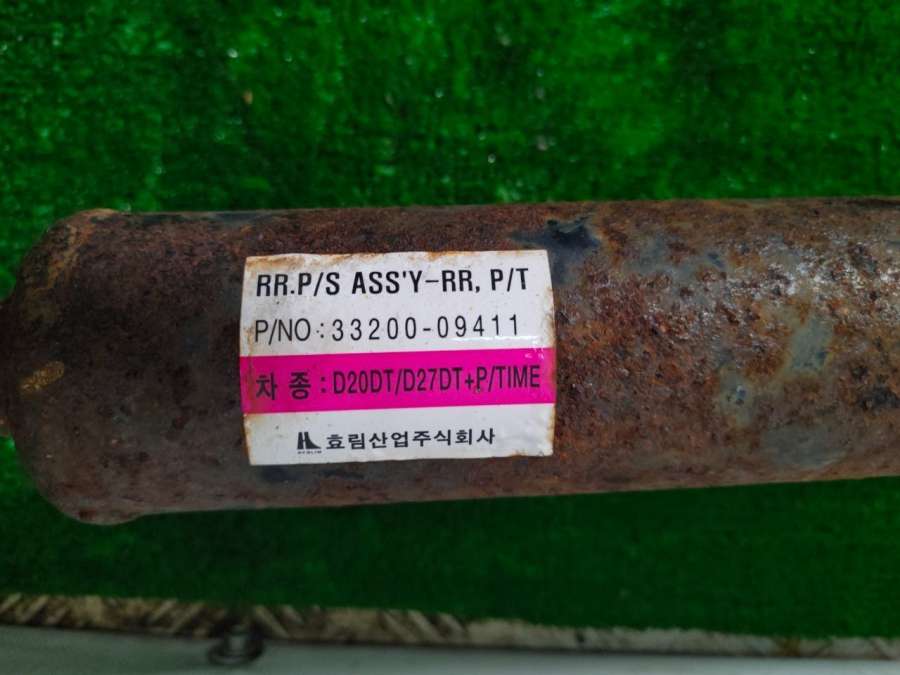 RR.P/S ASS'Y-RR, P/T
P/NO : 33200-09411
차 종 : D20DT/D27DT+P/TIME
효림산업주식회사